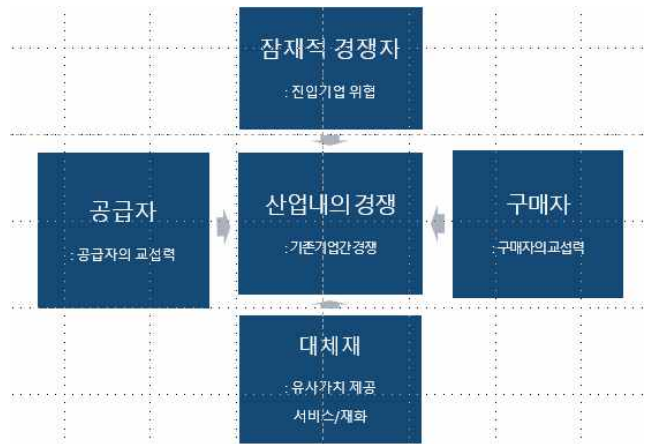 잠재적 경쟁자
: 진입기업 위협
공급자
: 공급자의 교섭력
산업내의 경쟁
: 기존기업간 경쟁
구매자
: 구매자의 교섭력
대체재
: 유사가치 제공
서비스/재화